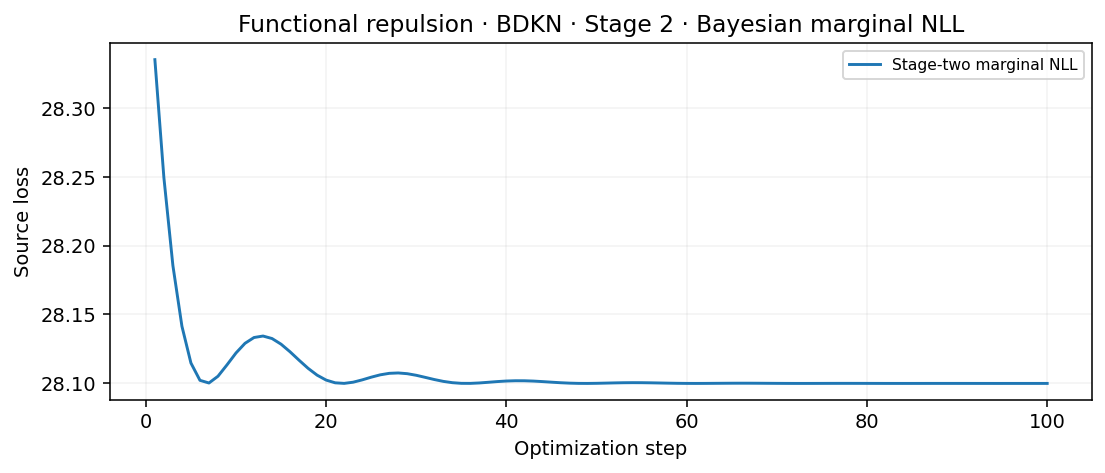 Functional repulsion · BDKN · Stage 2 · Bayesian marginal NLL
Stage-two marginal NLL
Source loss
28.30
28.25
28.20
28.15
28.10
0 20 40 60 80 100
Optimization step